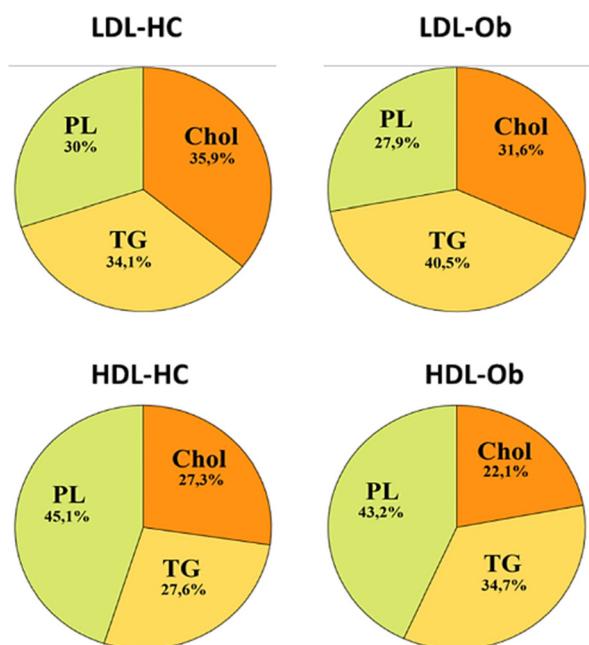 LDL-HC
PL
30%
Chol
35,9%
TG
34,1%
LDL-Ob
PL
27,9%
Chol
31,6%
TG
40,5%
HDL-HC
PL
45,1%
Chol
27,3%
TG
27,6%
HDL-Ob
PL
43,2%
Chol
22,1%
TG
34,7%